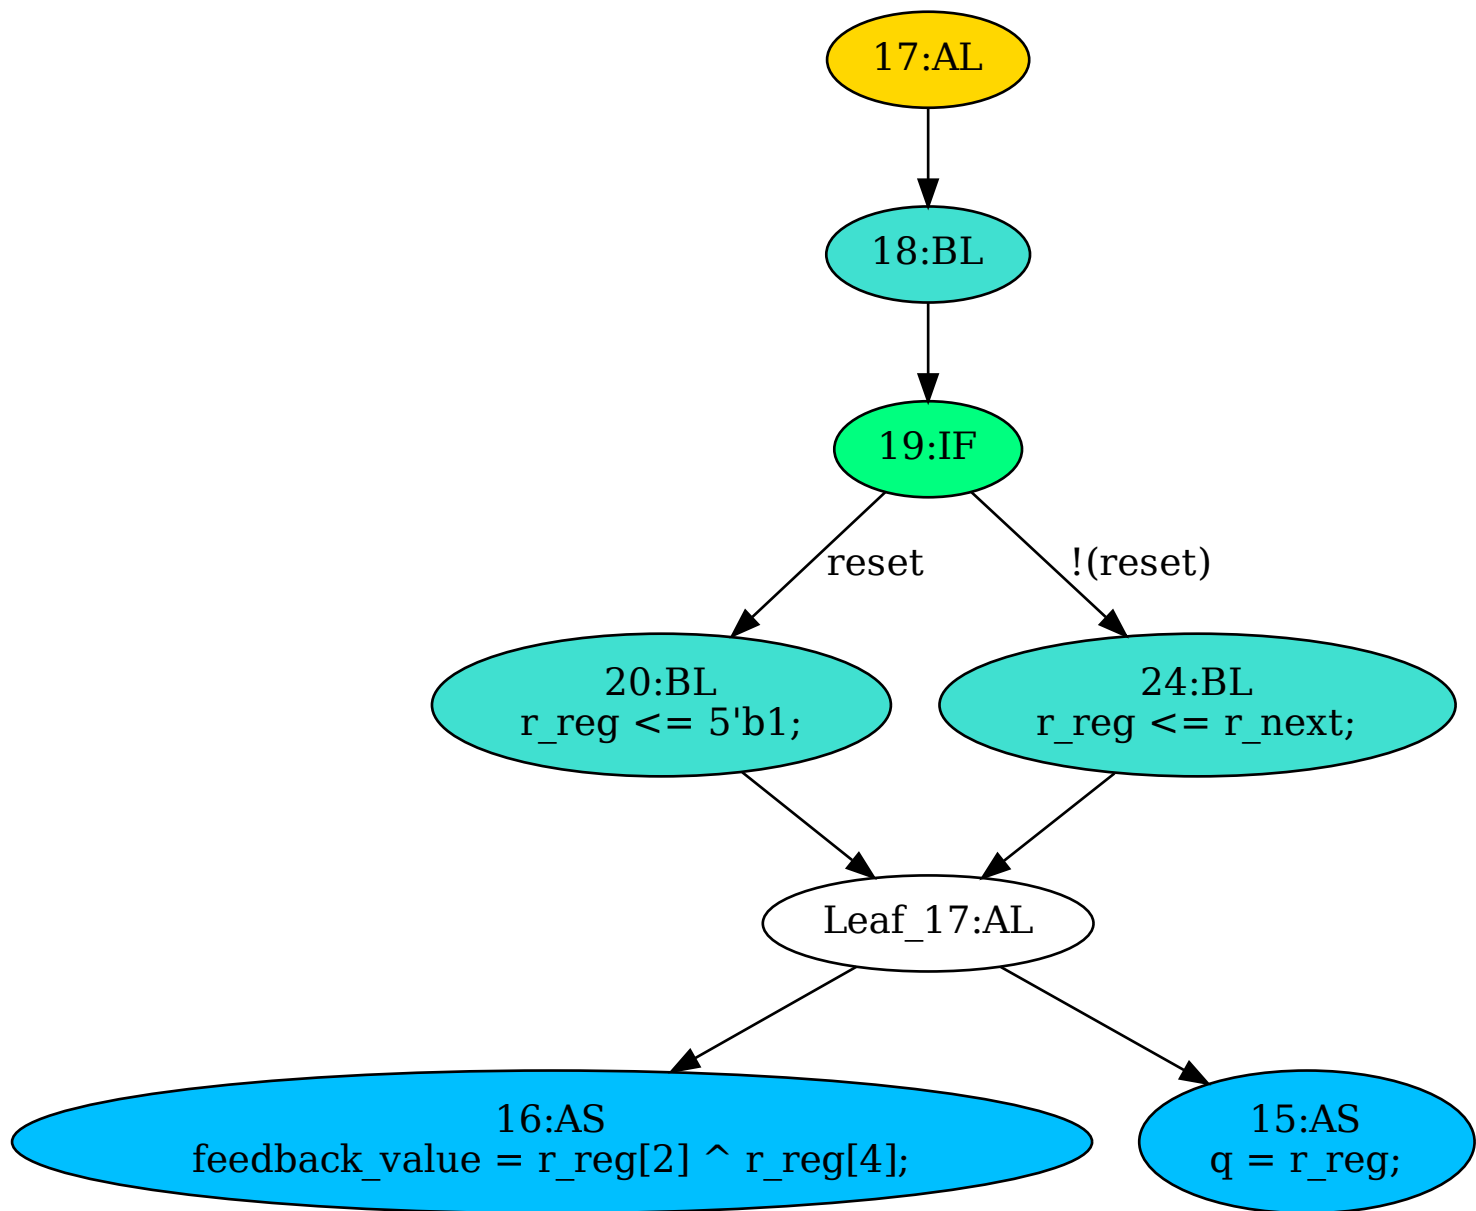 17:AL
18:BL
19:IF
reset
!(reset)
20:BL
r_reg <= 5'b1;
24:BL
r_reg <= r_next;
Leaf_17:AL
16:AS
feedback_value = r_reg[2] ^ r_reg[4];
15:AS
q = r_reg;